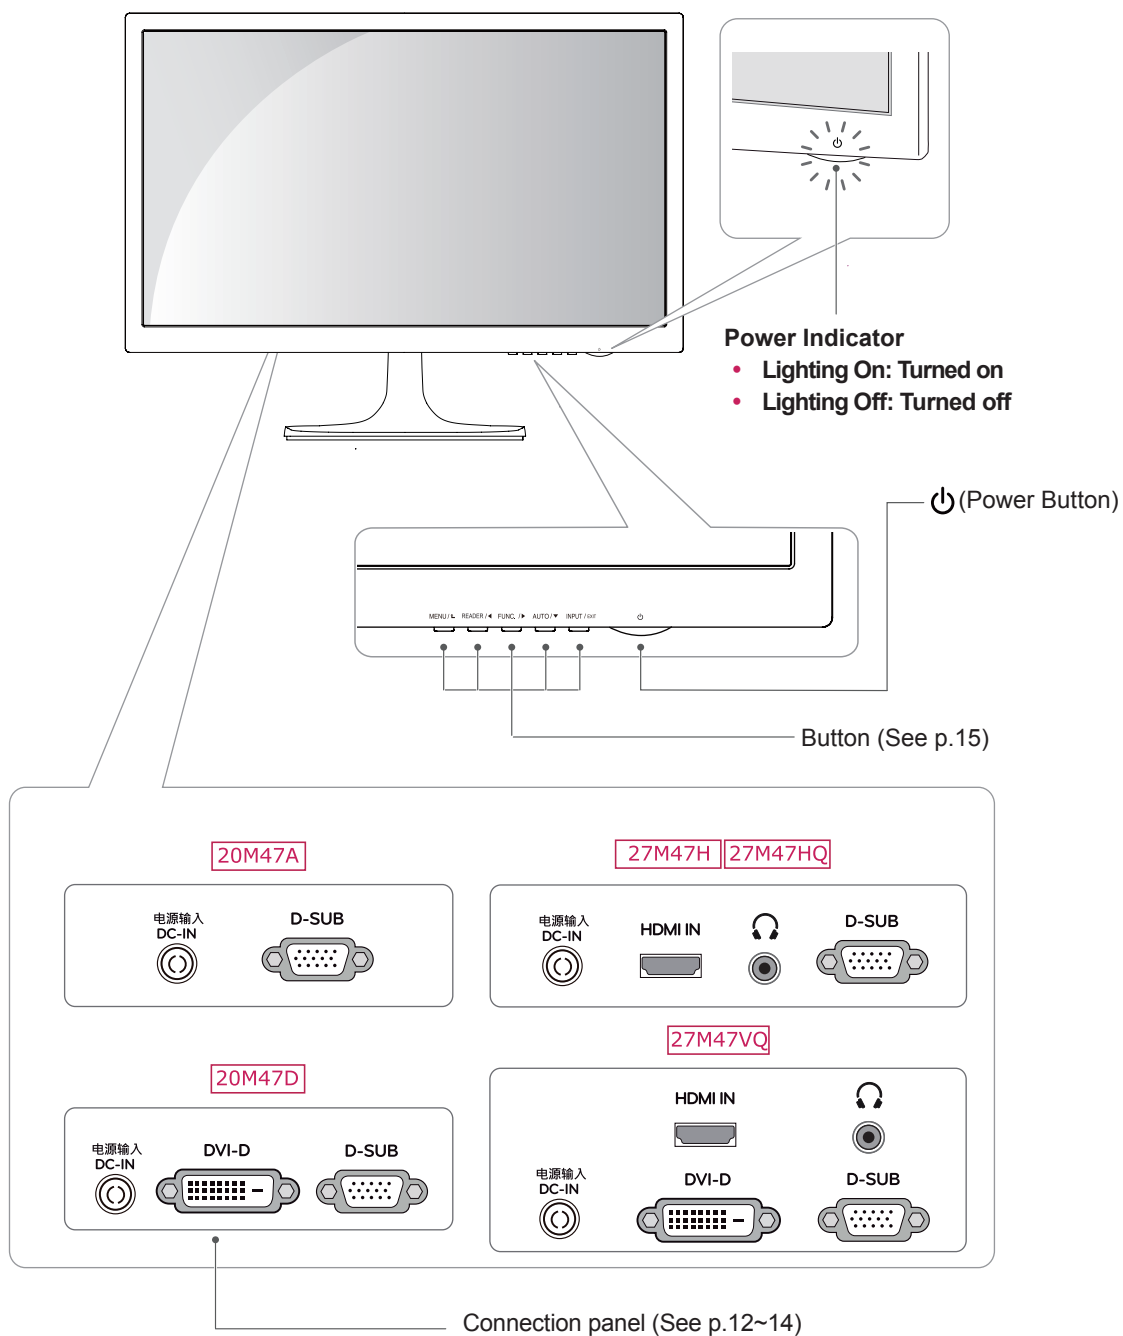 Power Indicator
• Lighting On: Turned on
• Lighting Off: Turned off
(Power Button)
MENU / READER /◀ FUNC. /▶ AUTO /▼ INPUT / EXIT
Button (See p.15)
20M47A
电源输入
DC-IN
D-SUB
27M47H 27M47HQ
电源输入
DC-IN
HDMI IN
D-SUB
20M47D
电源输入
DC-IN
DVI-D
D-SUB
27M47VQ
HDMI IN
电源输入
DC-IN
DVI-D
D-SUB
Connection panel (See p.12~14)